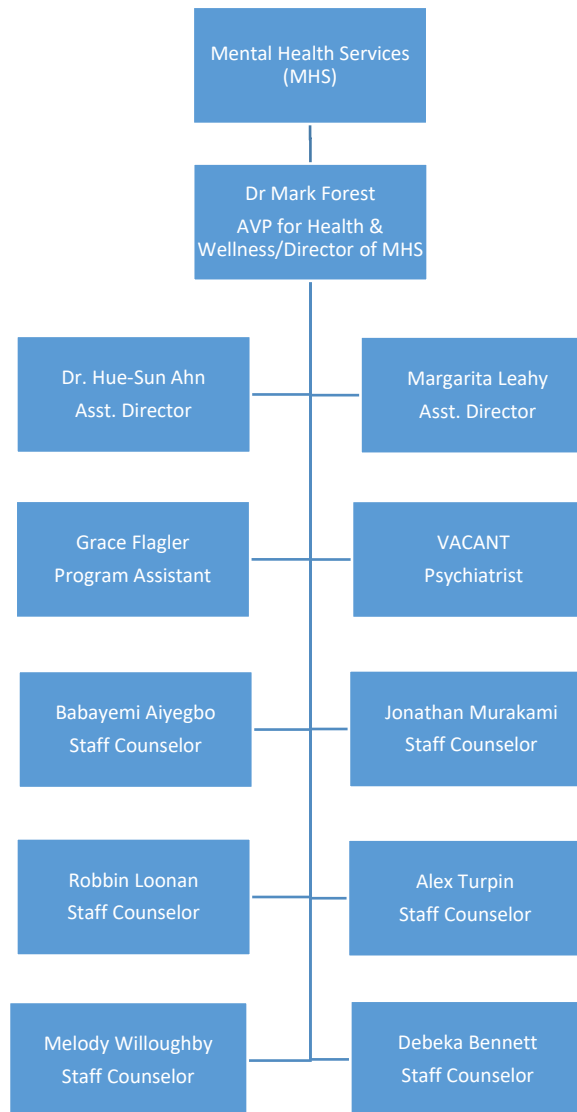 Mental Health Services
(MHS)
Dr Mark Forest
AVP for Health &
Wellness/Director of MHS
Dr. Hue-Sun Ahn
Asst. Director
Margarita Leahy
Asst. Director
Grace Flagler
Program Assistant
VACANT
Psychiatrist
Babayemi Aiyegbo
Staff Counselor
Jonathan Murakami
Staff Counselor
Robbin Loonan
Staff Counselor
Alex Turpin
Staff Counselor
Melody Willoughby
Staff Counselor
Debeka Bennett
Staff Counselor